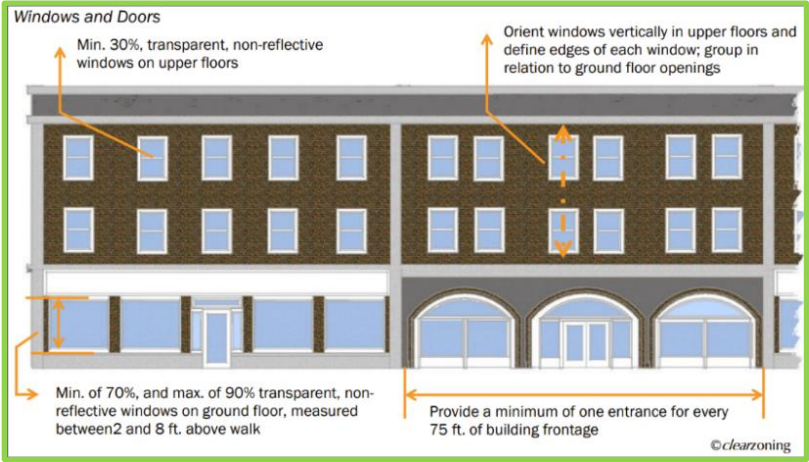 Windows and Doors
Min. 30%, transparent, non-reflective
windows on upper floors
Orient windows vertically in upper floors and
define edges of each window; group in
relation to ground floor openings
Min. of 70%, and max. of 90% transparent, non-
reflective windows on ground floor, measured
between2 and 8 ft. above walk
Provide a minimum of one entrance for every
75 ft. of building frontage
©clearzoning